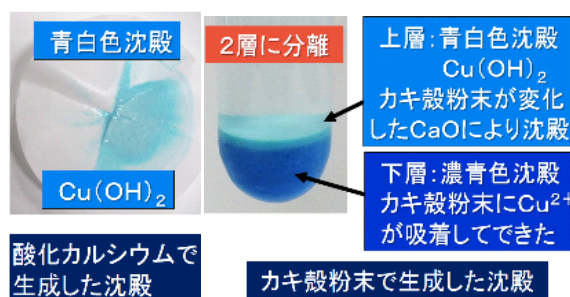 青白色沈殿
Cu(OH)₂
酸化カルシウムで
生成した沈殿
２層に分離
上層：青白色沈殿
Cu(OH)₂
カキ殻粉末が変化
したCaOにより沈殿
下層：濃青色沈殿
カキ殻粉末にCu²⁺
が吸着してできた
カキ殻粉末で生成した沈殿